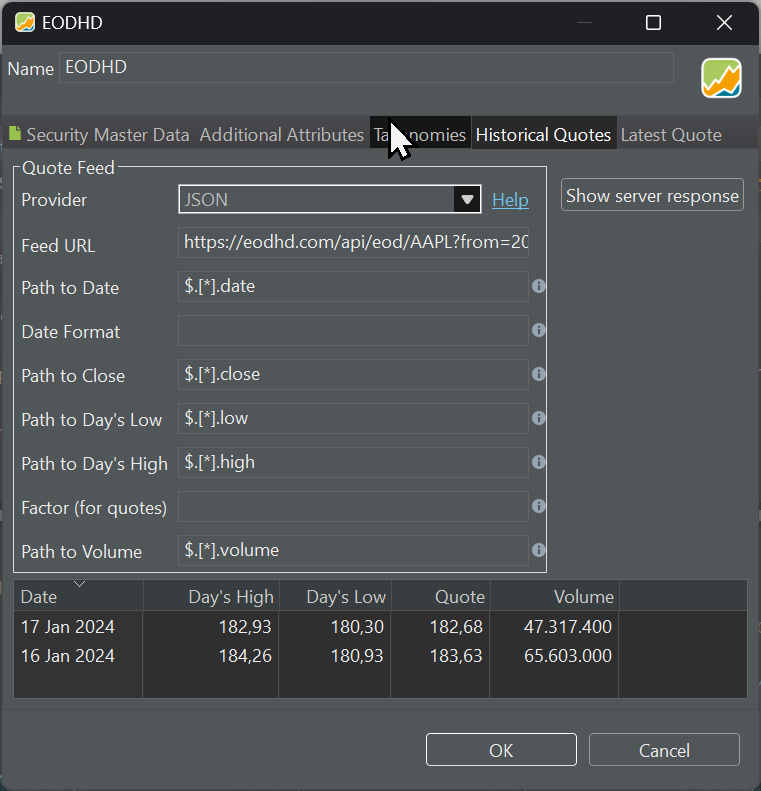 EODHD
Name EODHD
Security Master Data Additional Attributes Historical Quotes Latest Quote
Quote Feed
Provider JSON Help Show server response
Feed URL https://eodhd.com/api/eod/AAPL?from=20
Path to Date $.[*].date
Date Format
Path to Close $.[*].close
Path to Day's Low $.[*].low
Path to Day's High $.[*].high
Factor (for quotes)
Path to Volume $.[*].volume
Date Day's High Day's Low Quote Volume
17 Jan 2024 182,93 180,30 182,68 47.317.400
16 Jan 2024 184,26 180,93 183,63 65.603.000
OK Cancel